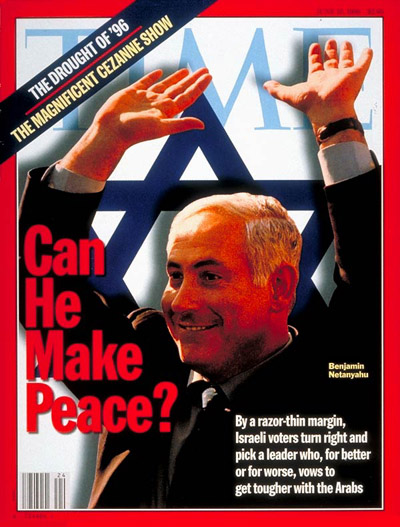 THE DROUGHT OF '96
THE MAGNIFICENT CEZANNE SHOW
TIME
Can
He
Make
Peace?
Benjamin
Netanyahu
By a razor-thin margin,
Israeli voters turn right and
pick a leader who, for better
or for worse, vows to
get tougher with the Arabs
24